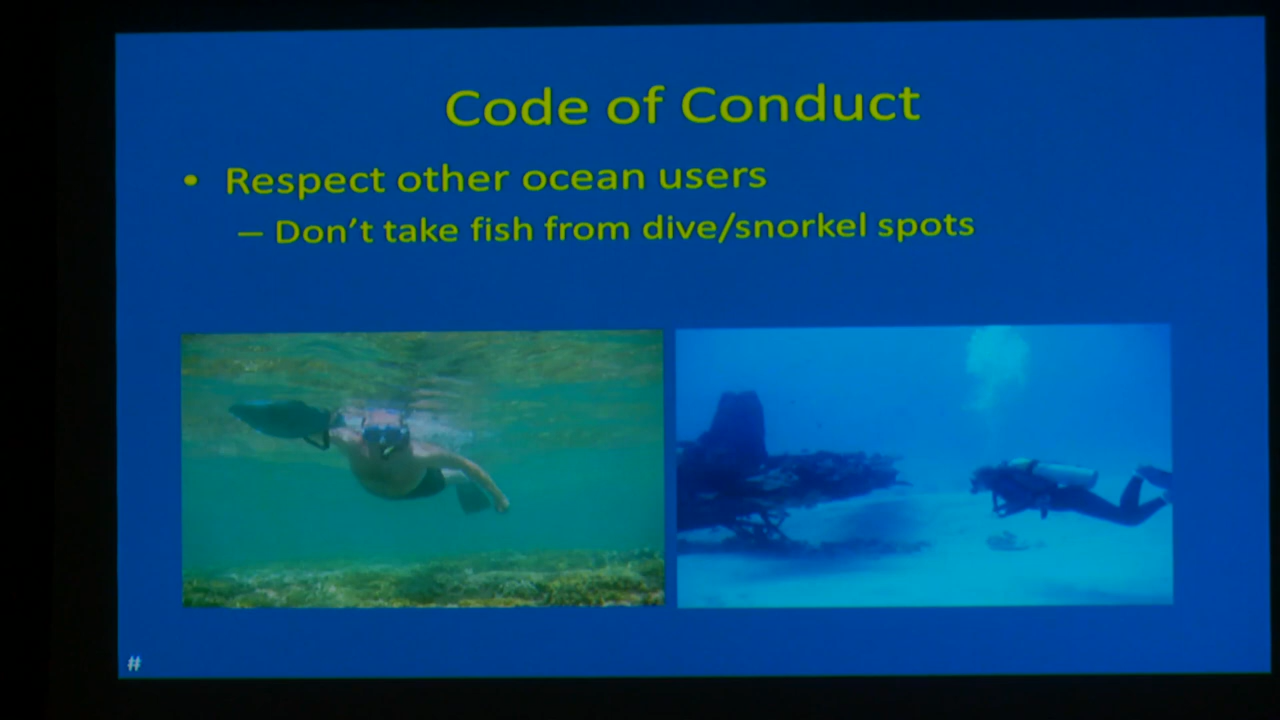 Code of Conduct
• Respect other ocean users
– Don’t take fish from dive/snorkel spots
#